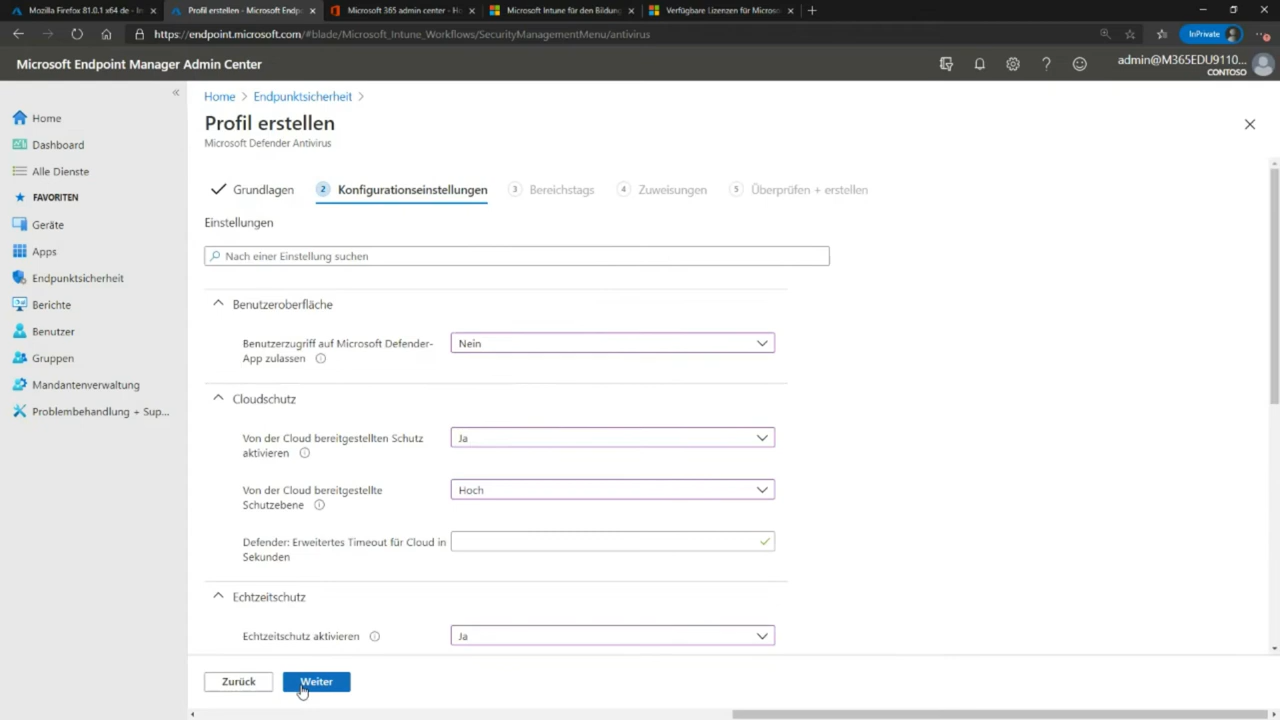 Mozilla Firefox 81.0.1 x64 de - In
Profil erstellen - Microsoft Endp
Microsoft 365 admin center - Ho
Microsoft Intune für den Bildung
Verfügbare Lizenzen für Microso
https://endpoint.microsoft.com/#blade/Microsoft_Intune_Workflows/SecurityManagementMenu/antivirus
InPrivate
Microsoft Endpoint Manager Admin Center
admin@M365EDU9110...
CONTOSO
Home
Dashboard
Alle Dienste
FAVORITEN
Geräte
Apps
Endpunktsicherheit
Berichte
Benutzer
Gruppen
Mandantenverwaltung
Problembehandlung + Sup...
Home > Endpunktsicherheit >
Profil erstellen
Microsoft Defender Antivirus
Grundlagen
2 Konfigurationseinstellungen
3 Bereichstags
4 Zuweisungen
5 Überprüfen + erstellen
Einstellungen
Nach einer Einstellung suchen
Benutzeroberfläche
Benutzerzugriff auf Microsoft Defender-
App zulassen
Nein
Cloudschutz
Von der Cloud bereitgestellten Schutz
aktivieren
Ja
Von der Cloud bereitgestellte
Schutzebene
Hoch
Defender: Erweitertes Timeout für Cloud in
Sekunden
Echtzeitschutz
Echtzeitschutz aktivieren
Ja
Zurück
Weiter